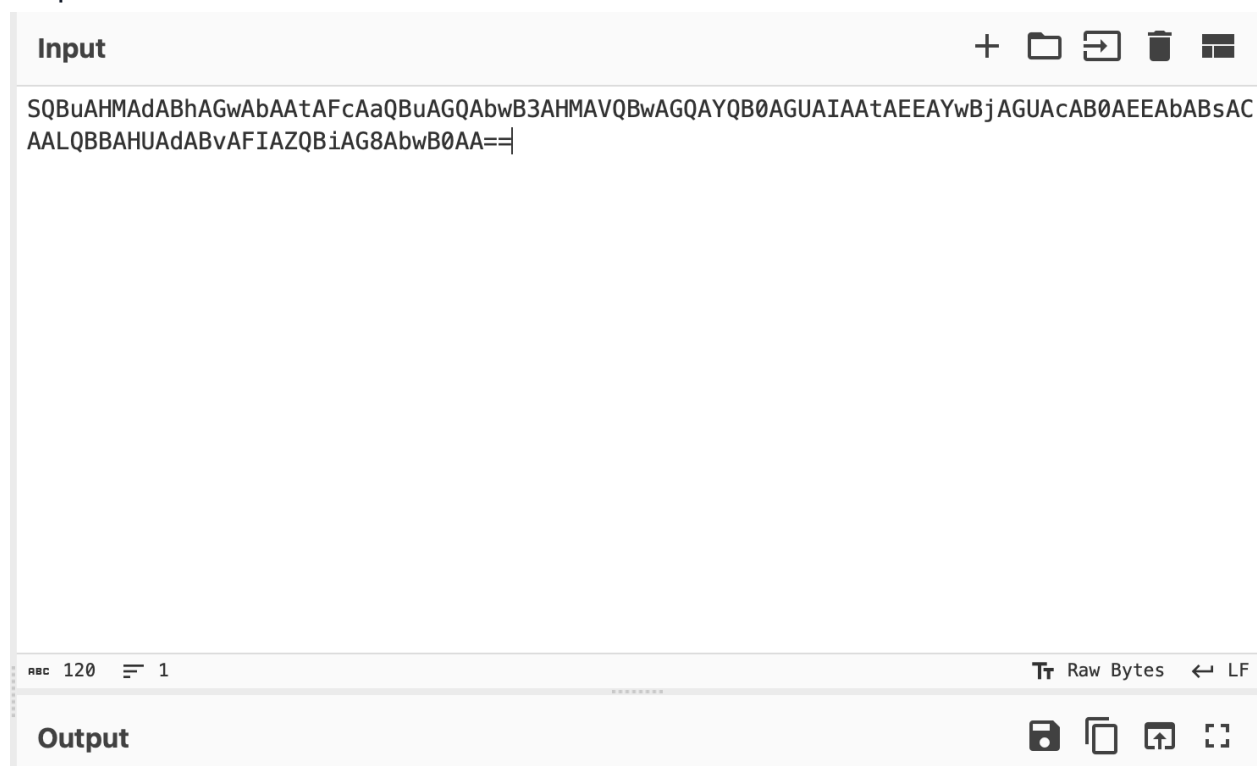 Input
SQBuAHMAdABhAGwAbAAtAFcAaQBuAGQAbwB3AHMAVQBwAGQAYQB0AGUAIAAtAEEAYwBjAGUAcAB0AEEAbABsAC
AALQBBAHUAdABvAFIAZQBiAG8AbwB0AA==
ABC 120 1 Tт Raw Bytes LF
Output